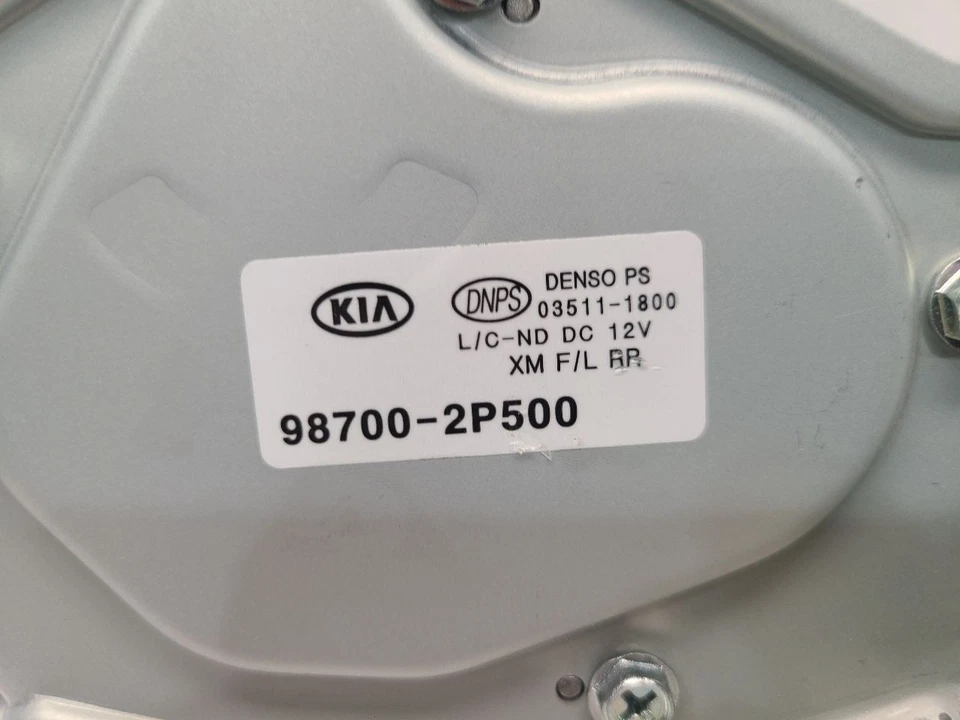 KIA DNPS DENSO PS
03511-1800
L/C-ND DC 12V
XM F/L RR
98700-2P500